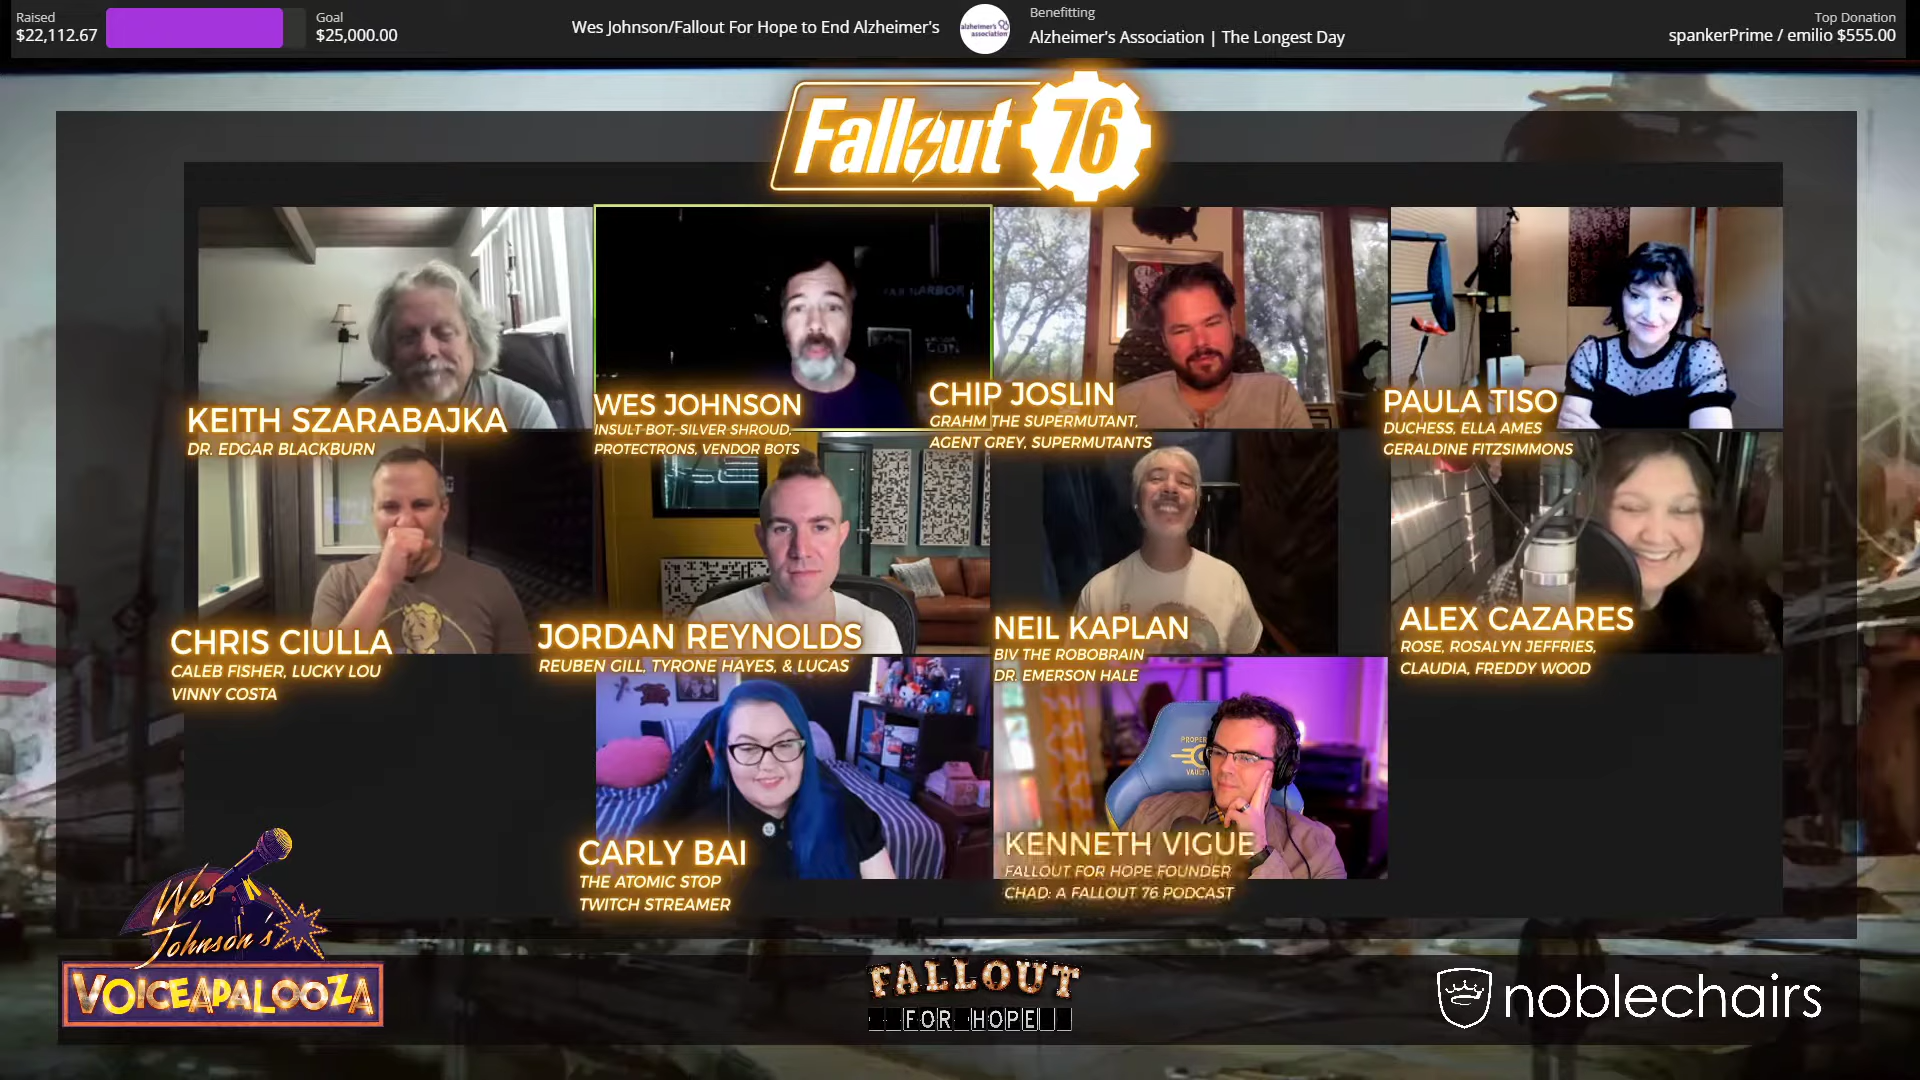 Raised
$22,112.67
Goal
$25,000.00
Wes Johnson/Fallout For Hope to End Alzheimer's
alzheimer's association
Benefitting
Alzheimer's Association | The Longest Day
Top Donation
spankerPrime / emilio $555.00
Fallout 76
KEITH SZARABAJKA
DR. EDGAR BLACKBURN
WES JOHNSON
INSULT BOT, SILVER SHROUD,
PROTECTRONS, VENDOR BOTS
CHIP JOSLIN
GRAHM THE SUPERMUTANT,
AGENT GREY, SUPERMUTANTS
PAULA TISO
DUCHESS, ELLA AMES
GERALDINE FITZSIMMONS
CHRIS CIULLA
CALEB FISHER, LUCKY LOU
VINNY COSTA
JORDAN REYNOLDS
REUBEN GILL, TYRONE HAYES, & LUCAS
NEIL KAPLAN
BIV THE ROBOBRAIN
DR. EMERSON HALE
ALEX CAZARES
ROSE, ROSALYN JEFFRIES,
CLAUDIA, FREDDY WOOD
CARLY BAI
THE ATOMIC STOP
TWITCH STREAMER
KENNETH VIGUE
FALLOUT FOR HOPE FOUNDER
CHAD: A FALLOUT 76 PODCAST
Wes
Johnson's
VOICEAPALOOZA
FALLOUT
FOR HOPE
noblechairs